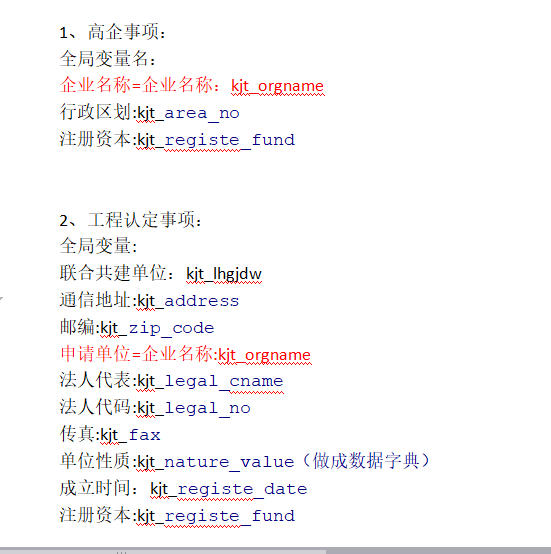 1、高企事项：
全局变量名：
企业名称=企业名称：kjt_orgname
行政区划:kjt_area_no
注册资本:kjt_registe_fund
2、工程认定事项：
全局变量:
联合共建单位：kjt_lhgjdw
通信地址:kjt_address
邮编:kjt_zip_code
申请单位=企业名称:kjt_orgname
法人代表:kjt_legal_cname
法人代码:kjt_legal_no
传真:kjt_fax
单位性质:kjt_nature_value（做成数据字典）
成立时间：kjt_registe_date
注册资本:kjt_registe_fund